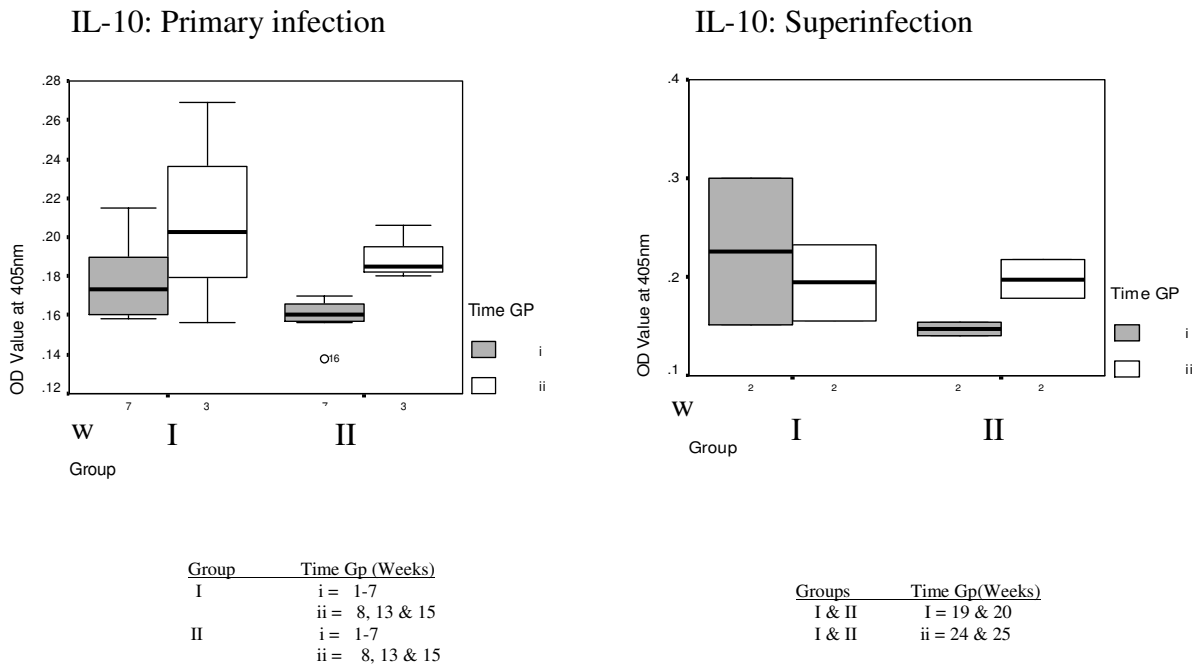 IL-10: Primary infection
.28
.26
.24
.22
.20
.18
.16
.14
.12
OD Value at 405nm
16
7
3
7
3
w
I
II
Group
Time GP
i
ii
IL-10: Superinfection
.4
.3
.2
.1
OD Value at 405nm
2
2
2
2
w
I
II
Group
Time GP
i
ii
Group Time Gp (Weeks)
I i = 1-7
ii = 8, 13 & 15
II i = 1-7
ii = 8, 13 & 15
Groups Time Gp(Weeks)
I & II I = 19 & 20
I & II ii = 24 & 25